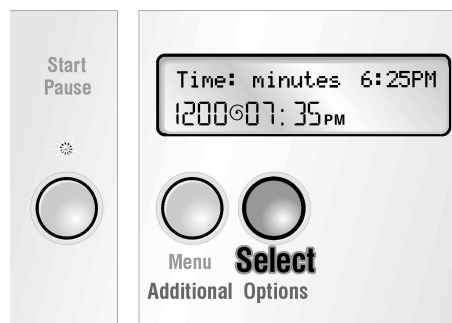 Start
Pause
Time: minutes 6:25PM
1200 07:35PM
Menu Select
Additional Options